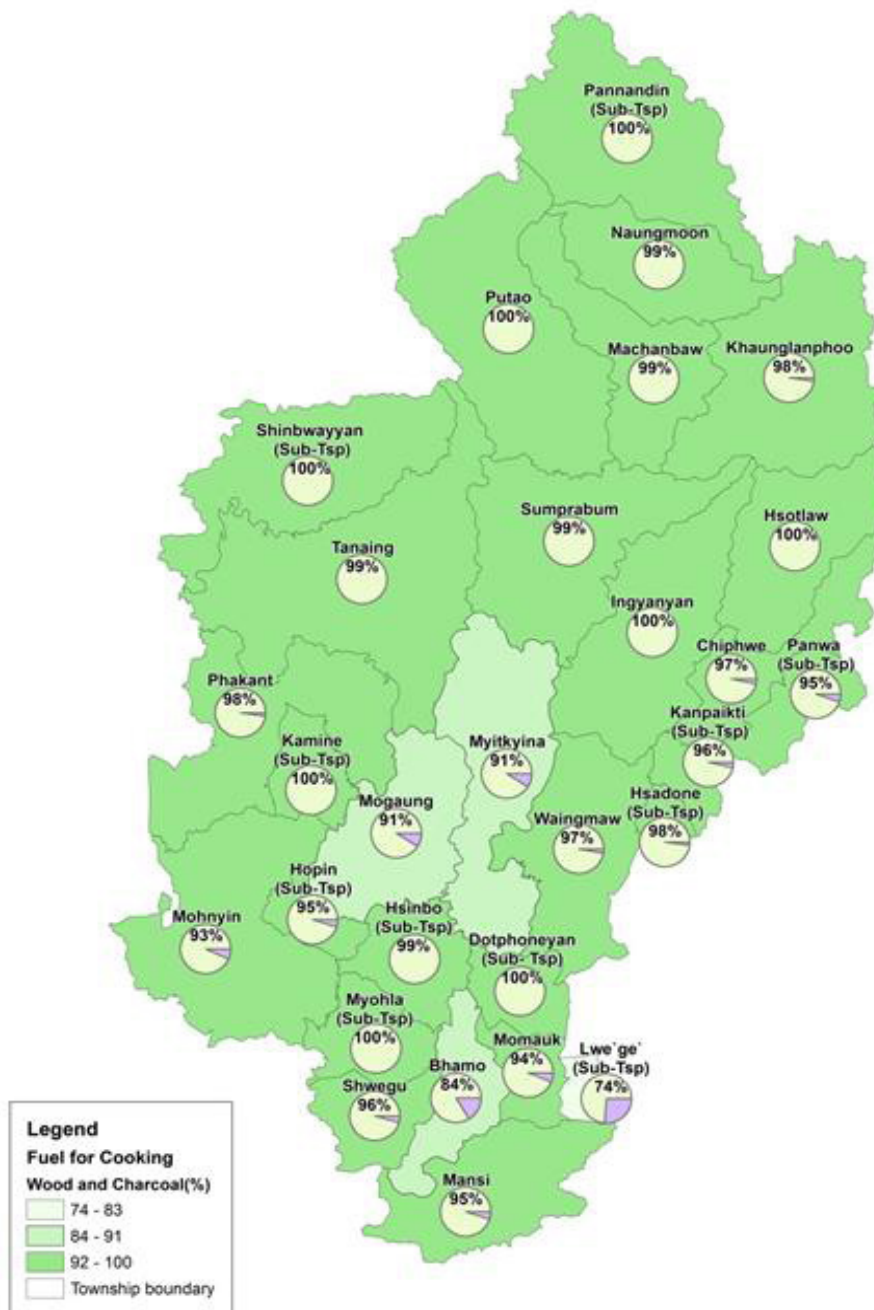 Pannandin
(Sub-Tsp)
100%
Naungmoon
99%
Putao
100%
Machanbaw
99%
Khaunglanphoo
98%
Shinbwayyan
(Sub-Tsp)
100%
Sumprabum
99%
Hsotlaw
100%
Tanaing
99%
Ingyanyan
100%
Chiphwe
97%
Panwa
(Sub-Tsp)
95%
Phakant
98%
Kanpaikti
(Sub-Tsp)
96%
Kamine
(Sub-Tsp)
100%
Myitkyina
91%
Mogaung
91%
Waingmaw
97%
Hsadone
(Sub-Tsp)
98%
Hopin
(Sub-Tsp)
95%
Mohnyin
93%
Hsinbo
(Sub-Tsp)
99%
Dotphoneyan
(Sub- Tsp)
100%
Myohla
(Sub-Tsp)
100%
Bhamo
84%
Momauk
94%
Lwe`ge`
(Sub-Tsp)
74%
Shwegu
96%
Mansi
95%
Legend
Fuel for Cooking
Wood and Charcoal(%)
74 - 83
84 - 91
92 - 100
Township boundary